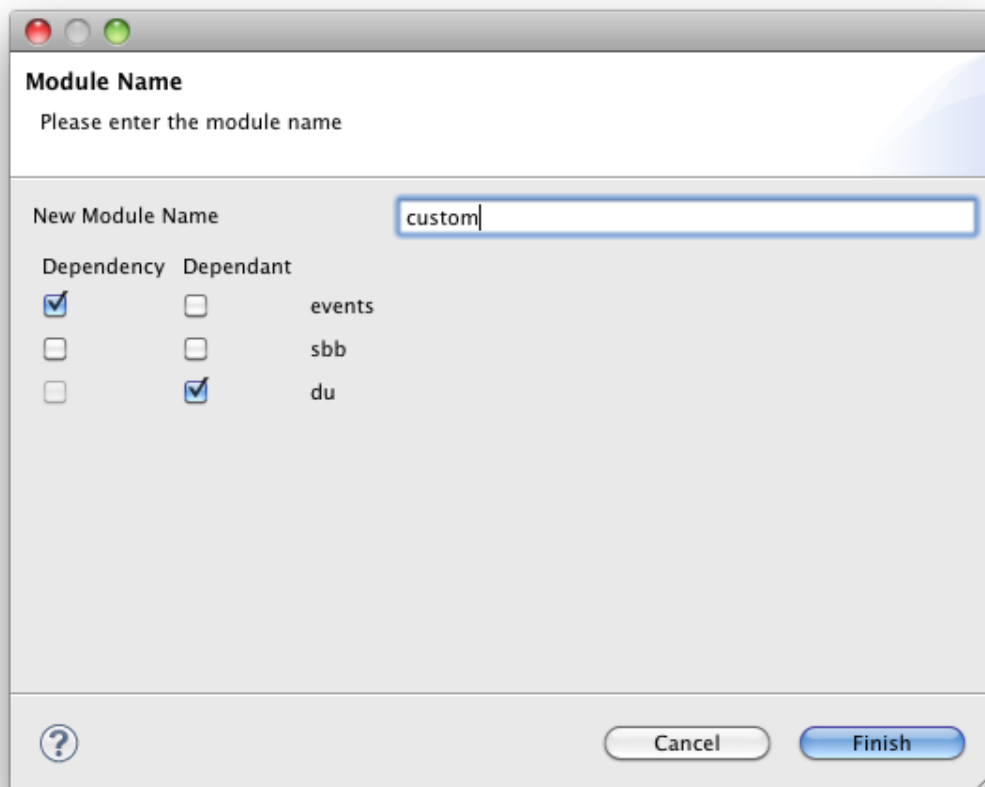 Module Name
Please enter the module name
New Module Name custom
Dependency Dependant
events
sbb
du
?
Cancel Finish